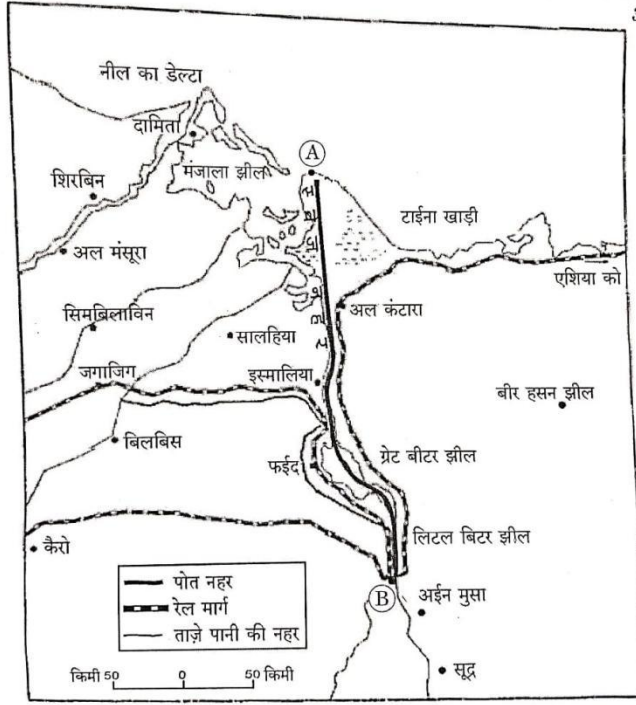 नील का डेल्टा
दामिता
Ⓐ
मंजाला झील
शिरबिन
टाईना खाड़ी
अल मंसूरा
एशिया को
स्वेज नहर
अल कंटारा
सिमबिलाविन
सालहिया
जगाजिग
इस्मालिया
बीर हसन झील
बिलबिस
फईद
ग्रेट बीटर झील
लिटल बिटर झील
कैरो
पोत नहर
रेल मार्ग
ताज़े पानी की नहर
Ⓑ
अईन मुसा
किमी 50 0 50 किमी
सूद्र